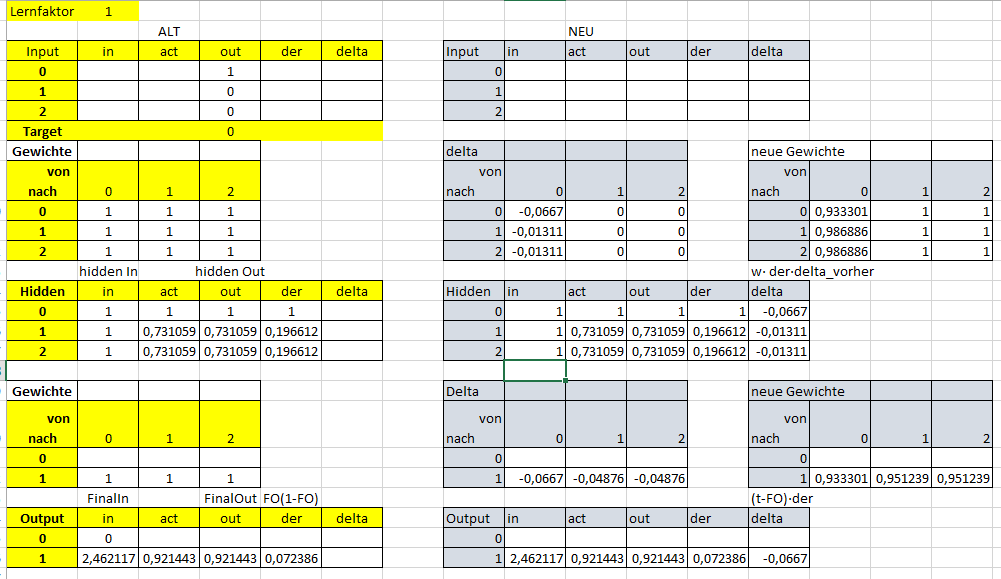 Lernfaktor 1
ALT NEU
Input in act out der delta Input in act out der delta
0 1 0
1 0 1
2 0 2
Target 0
Gewichte delta neue Gewichte
von von von
nach 0 1 2 nach 0 1 2 nach 0 1 2
0 1 1 1 0 -0,0667 0 0 0 0,933301 1 1
1 1 1 1 1 -0,01311 0 0 1 0,986886 1 1
2 1 1 1 2 -0,01311 0 0 2 0,986886 1 1
hidden In hidden Out w· der·delta_vorher
Hidden in act out der delta Hidden in act out der delta
0 1 1 1 1 0 1 1 1 1 -0,0667
1 1 0,731059 0,731059 0,196612 1 1 0,731059 0,731059 0,196612 -0,01311
2 1 0,731059 0,731059 0,196612 2 1 0,731059 0,731059 0,196612 -0,01311
Gewichte Delta neue Gewichte
von von von
nach 0 1 2 nach 0 1 2 nach 0 1 2
0 0 0
1 1 1 1 1 -0,0667 -0,04876 -0,04876 1 0,933301 0,951239 0,951239
FinalIn FinalOut FO(1-FO) (t-FO)·der
Output in act out der delta Output in act out der delta
0 0 0
1 2,462117 0,921443 0,921443 0,072386 1 2,462117 0,921443 0,921443 0,072386 -0,0667